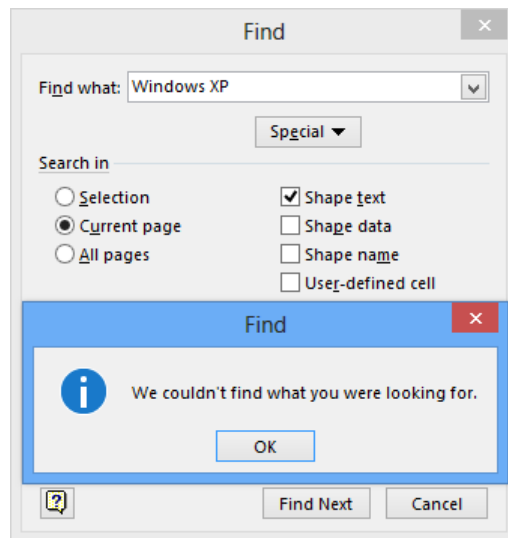 Find
Find what: Windows XP
Special
Search in
Selection
Shape text
Current page
Shape data
All pages
Shape name
User-defined cell
Find
We couldn't find what you were looking for.
OK
Find Next
Cancel